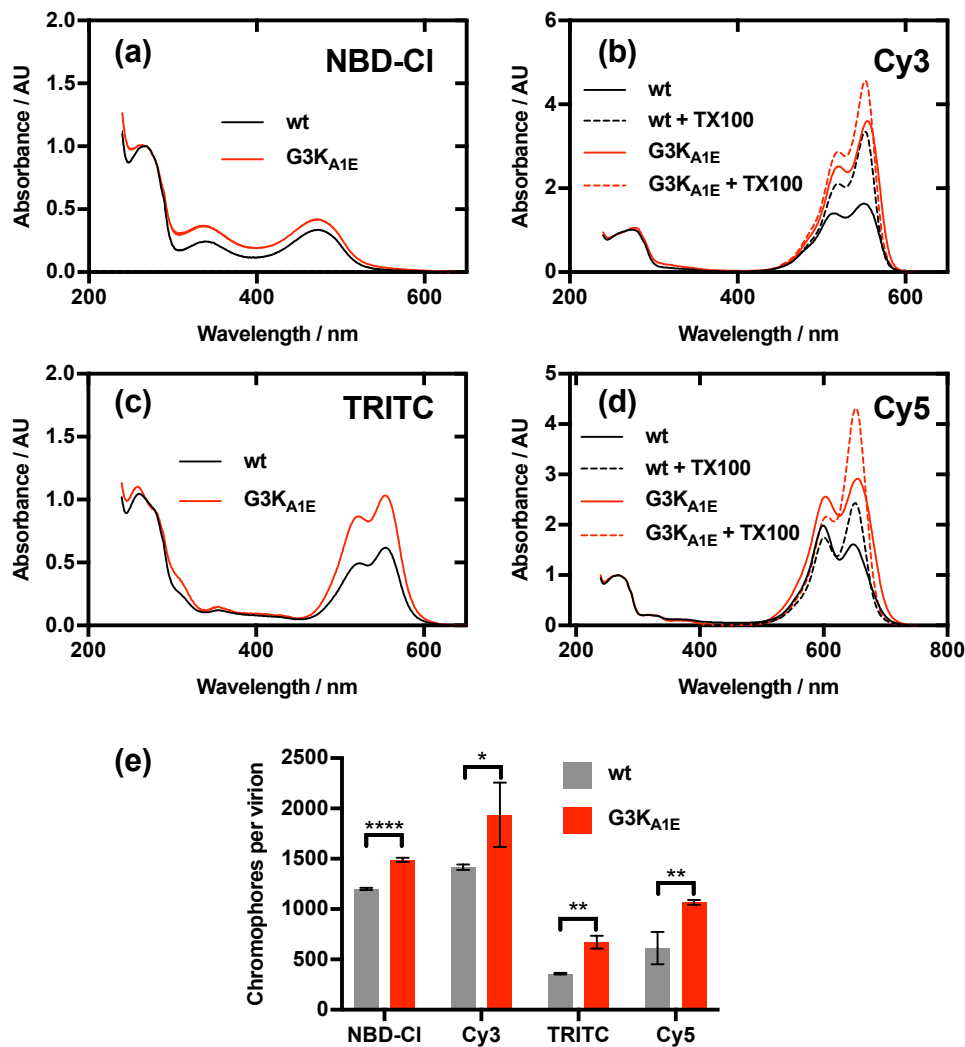 (a)
NBD-Cl
Absorbance / AU
2.0
1.5
1.0
0.5
0.0
wt
G3KA1E
200
400
600
Wavelength / nm
(b)
Cy3
Absorbance / AU
6
4
2
0
wt
wt + TX100
G3KA1E
G3KA1E + TX100
200
400
600
Wavelength / nm
(c)
TRITC
Absorbance / AU
2.0
1.5
1.0
0.5
0.0
wt
G3KA1E
200
400
600
Wavelength / nm
(d)
Cy5
Absorbance / AU
5
4
3
2
1
0
wt
wt + TX100
G3KA1E
G3KA1E + TX100
200
400
600
800
Wavelength / nm
(e)
Chromophores per virion
2500
2000
1500
1000
500
0
****
*
**
**
wt
G3KA1E
NBD-Cl
Cy3
TRITC
Cy5